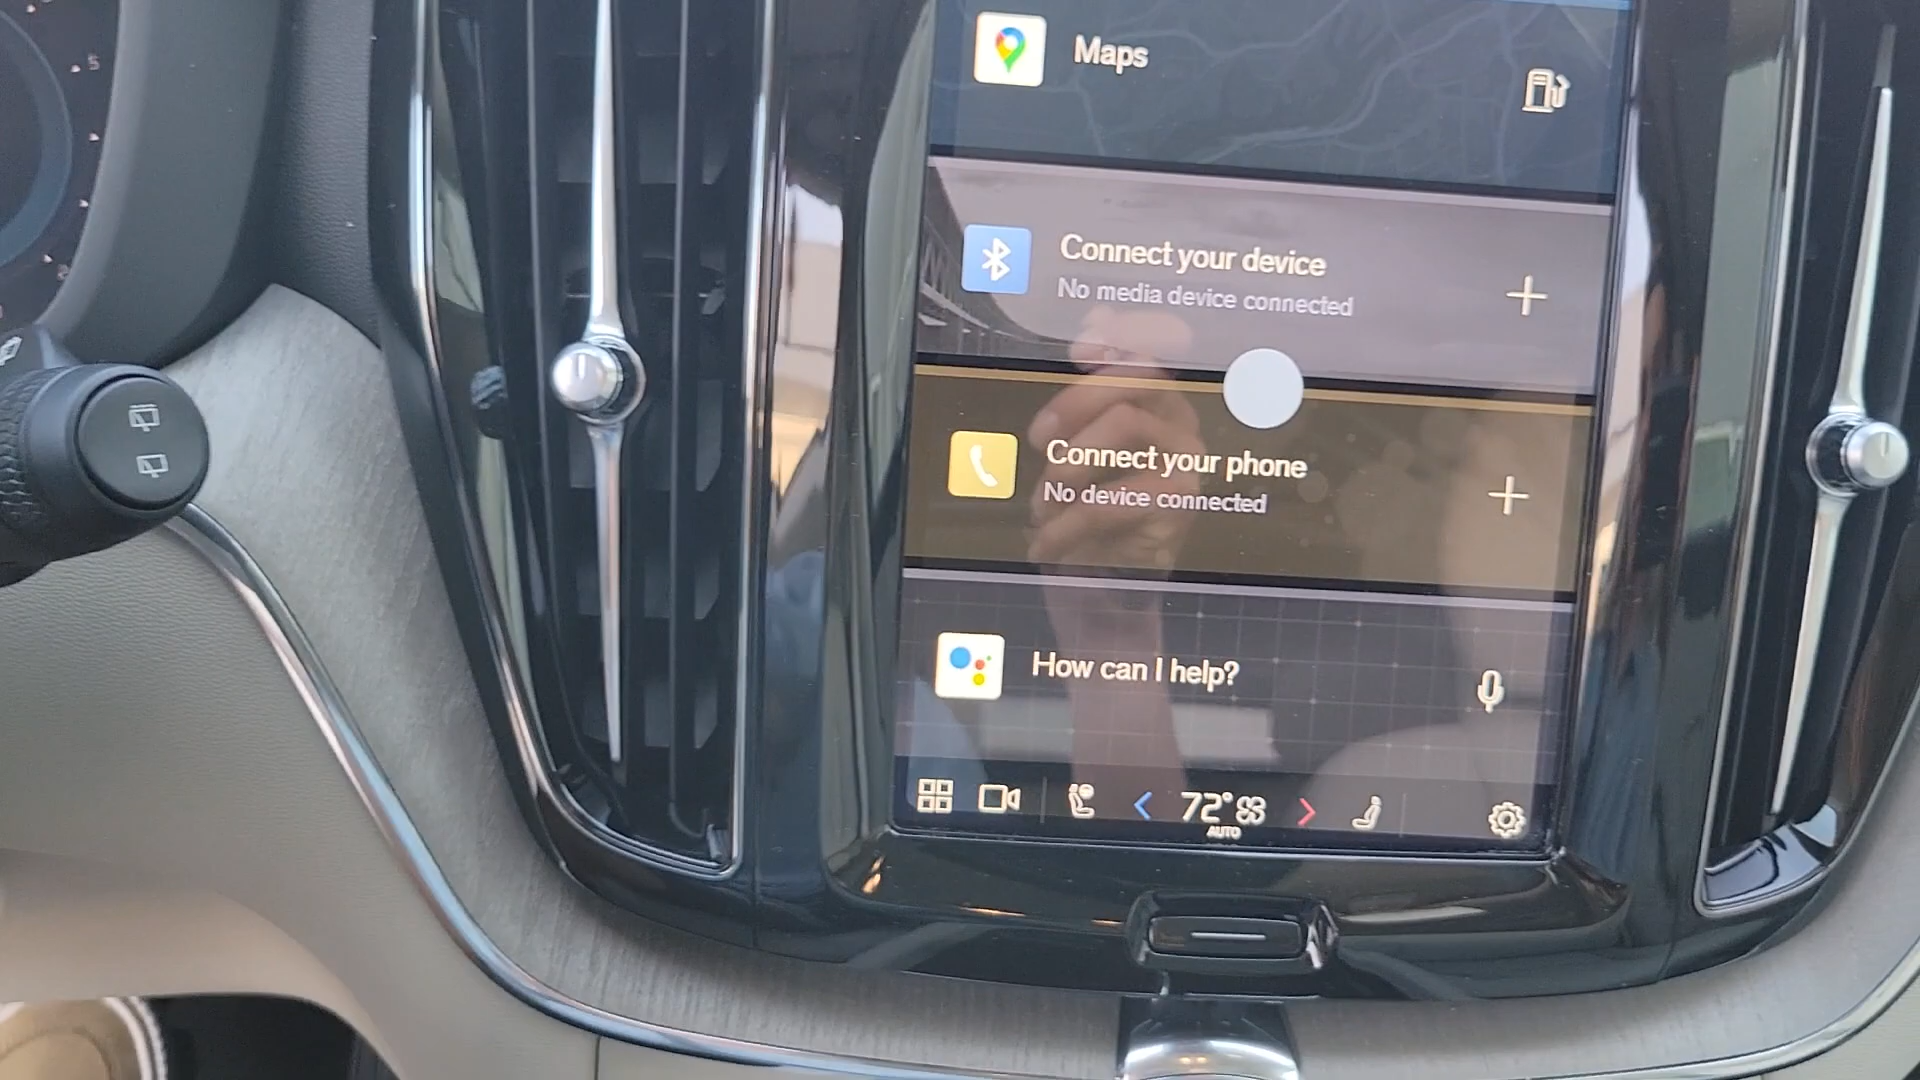 Maps
Connect your device
No media device connected
Connect your phone
No device connected
How can I help?
72°
AUTO
5